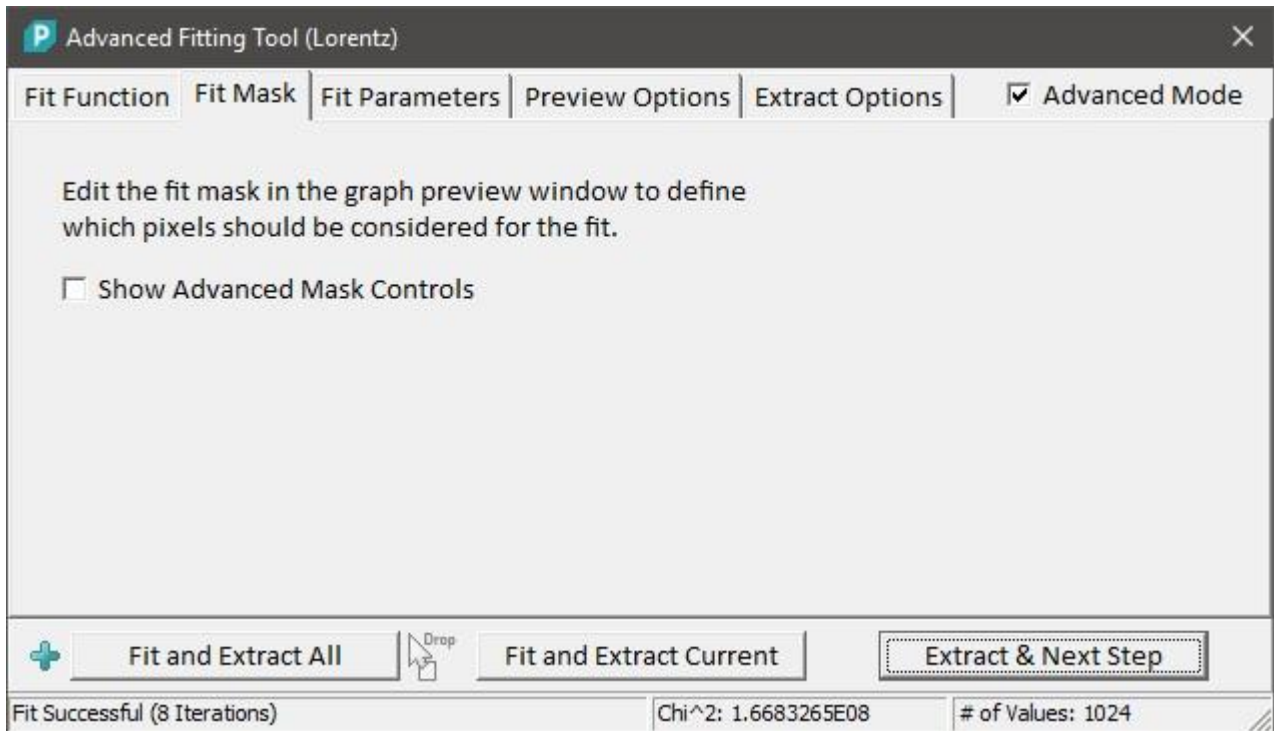 P Advanced Fitting Tool (Lorentz)
Fit Function Fit Mask Fit Parameters Preview Options Extract Options Advanced Mode
Edit the fit mask in the graph preview window to define
which pixels should be considered for the fit.
Show Advanced Mask Controls
Fit and Extract All Drop Fit and Extract Current Extract & Next Step
Fit Successful (8 Iterations) Chi^2: 1.6683265E08 # of Values: 1024